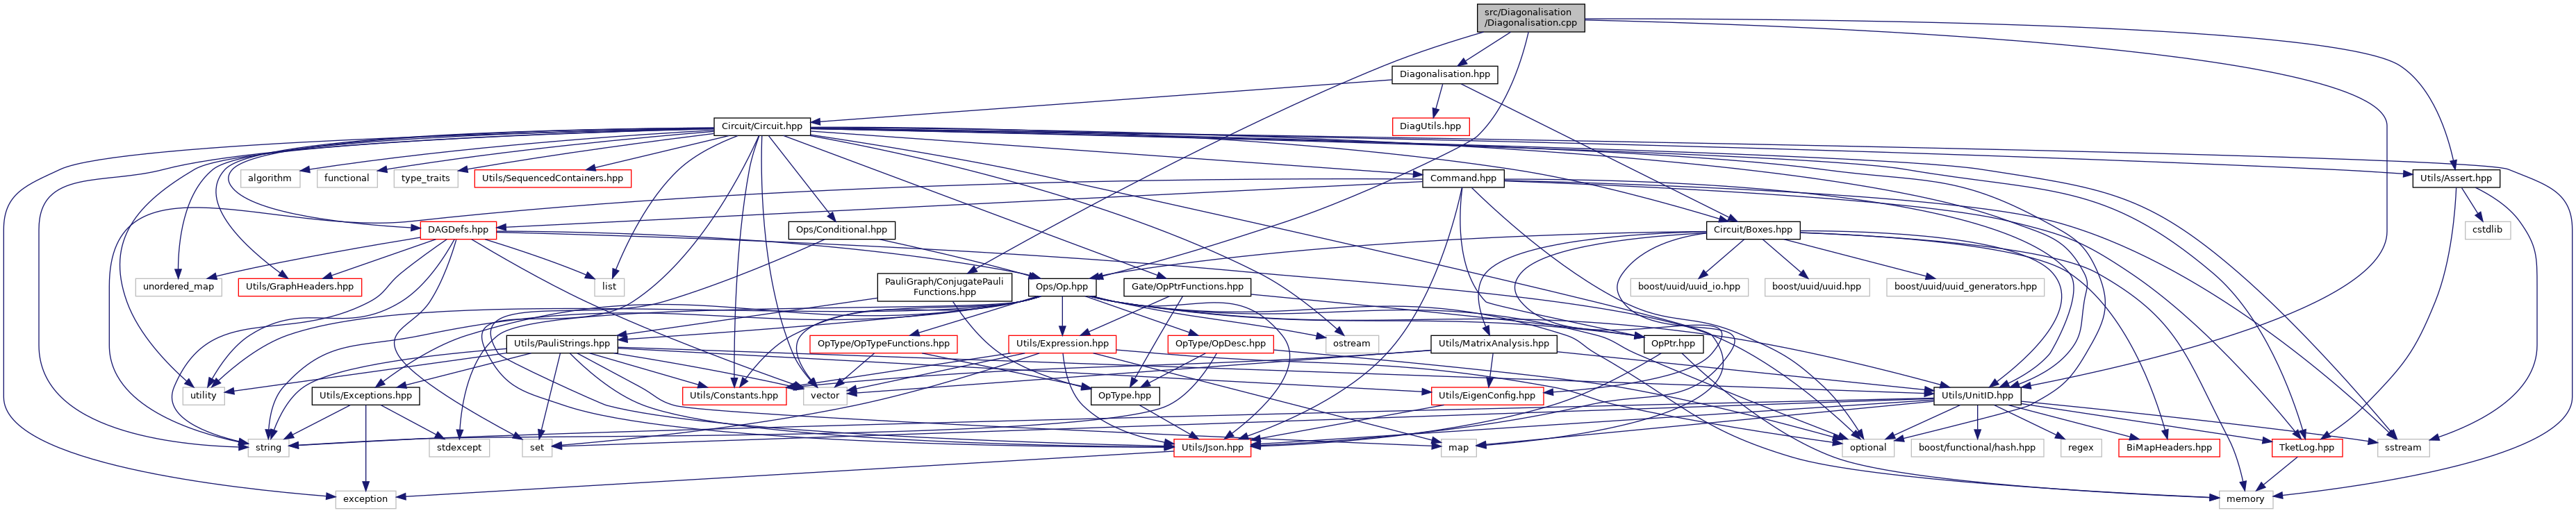 src/Diagonalisation
/Diagonalisation.cpp
Diagonalisation.hpp
Circuit/Circuit.hpp
DiagUtils.hpp
algorithm
functional
type_traits
Utils/SequencedContainers.hpp
Command.hpp
Utils/Assert.hpp
DAGDefs.hpp
Ops/Conditional.hpp
Circuit/Boxes.hpp
cstdlib
unordered_map
Utils/GraphHeaders.hpp
list
PauliGraph/ConjugatePauli
Functions.hpp
Ops/Op.hpp
Gate/OpPtrFunctions.hpp
boost/uuid/uuid_io.hpp
boost/uuid/uuid.hpp
boost/uuid/uuid_generators.hpp
Utils/PauliStrings.hpp
OpType/OpTypeFunctions.hpp
Utils/Expression.hpp
OpType/OpDesc.hpp
ostream
Utils/MatrixAnalysis.hpp
OpPtr.hpp
utility
Utils/Exceptions.hpp
Utils/Constants.hpp
vector
OpType.hpp
Utils/EigenConfig.hpp
Utils/UnitID.hpp
string
stdexcept
set
Utils/Json.hpp
map
optional
boost/functional/hash.hpp
regex
BiMapHeaders.hpp
TketLog.hpp
sstream
exception
memory